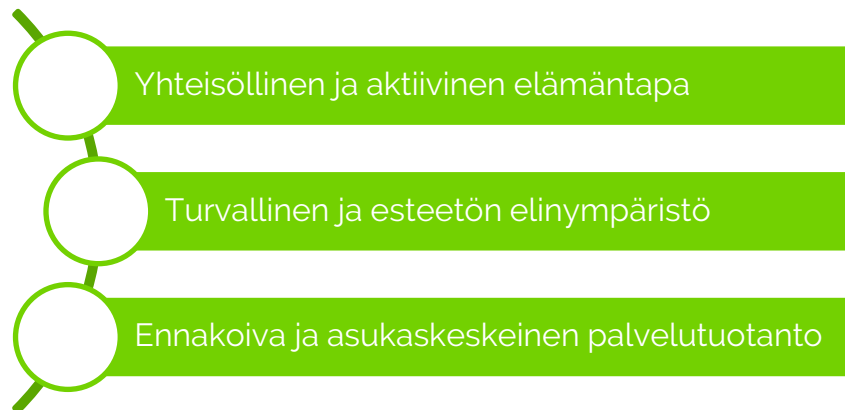 Yhteisöllinen ja aktiivinen elämäntapa
Turvallinen ja esteetön elinympäristö
Ennakoiva ja asukaskeskeinen palvelutuotanto